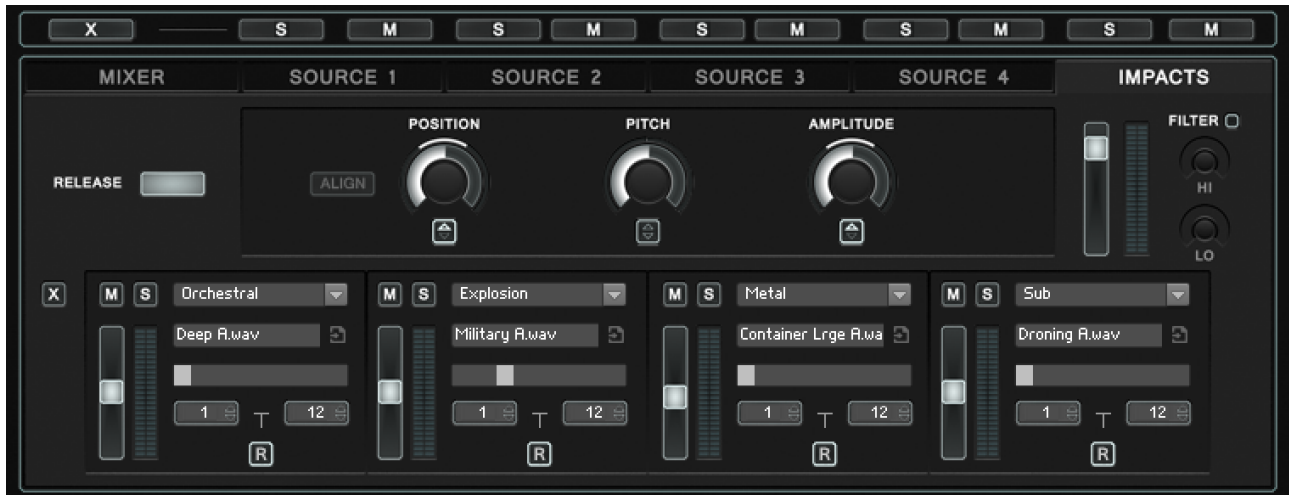 X S M S M S M S M S M
MIXER SOURCE 1 SOURCE 2 SOURCE 3 SOURCE 4 IMPACTS
POSITION PITCH AMPLITUDE FILTER
RELEASE ALIGN HI
LO
X M S Orchestral M S Explosion M S Metal M S Sub
Deep A.wav Military A.wav Container Lrge A.wa Droning A.wav
1 12 1 12 1 12 1 12
R R R R